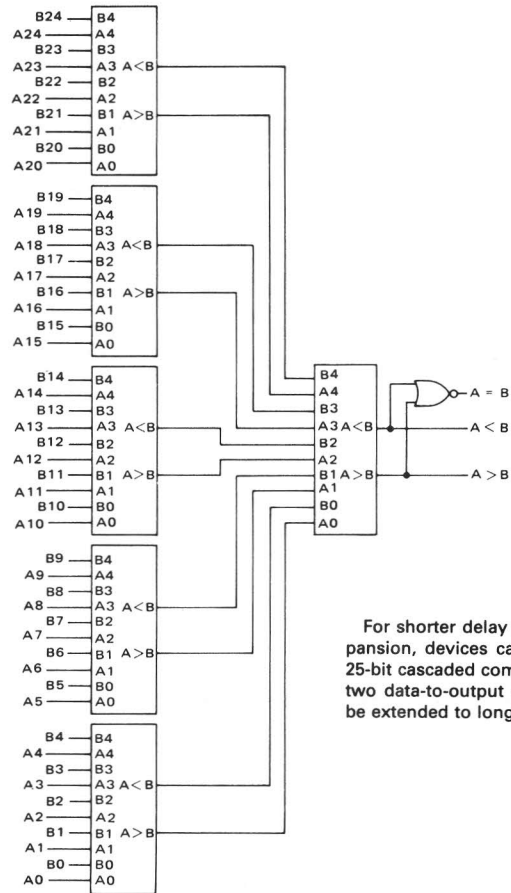 B24 B4
A24 A4
B23 B3
A23 A3 A<B
B22 B2
A22 A2
B21 B1 A>B
A21 A1
B20 B0
A20 A0
B19 B4
A19 A4
B18 B3
A18 A3 A<B
B17 B2
A17 A2
B16 B1 A>B
A16 A1
B15 B0
A15 A0
B14 B4
A14 A4
B13 B3
A13 A3 A<B
B12 B2
A12 A2
B11 B1 A>B
A11 A1
B10 B0
A10 A0
B9 B4
A9 A4
B8 B3
A8 A3 A<B
B7 B2
A7 A2
B6 B1 A>B
A6 A1
B5 B0
A5 A0
B4 B4
A4 A4
B3 B3
A3 A3 A<B
B2 B2
A2 A2
B1 B1 A>B
A1 A1
B0 B0
A0 A0
B4
A4
B3
A3 A<B
B2
A2
B1 A>B
A1
B0
A0
A = B
A < B
A > B
For shorter delay
pansion, devices ca
25-bit cascaded com
two data-to-output
be extended to long